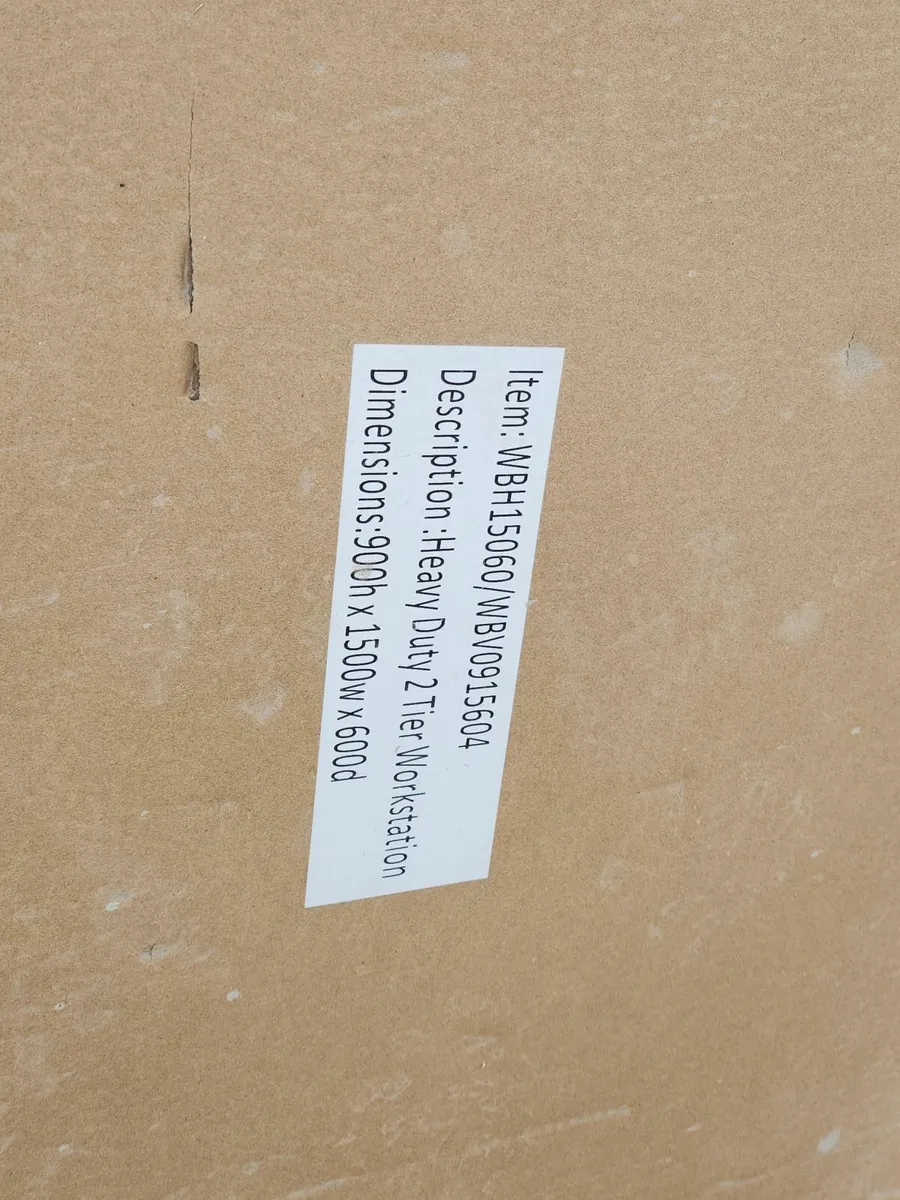 Item: WBH15060/WBV0915604
Description :Heavy Duty 2 Tier Workstation
Dimensions:900h x 1500w x 600d